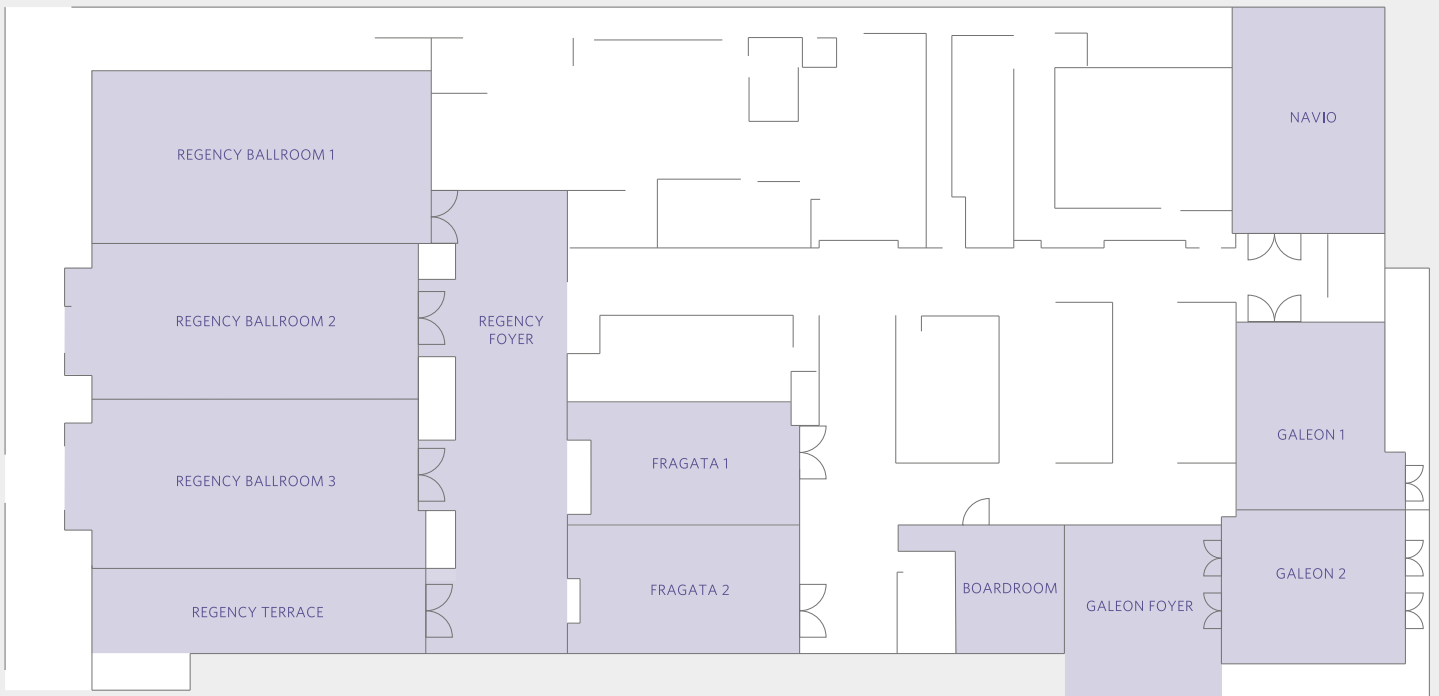 NAVIO
REGENCY BALLROOM 1
REGENCY BALLROOM 2
REGENCY
FOYER
GALEON 1
FRAGATA 1
REGENCY BALLROOM 3
GALEON 2
BOARDROOM
FRAGATA 2
GALEON FOYER
REGENCY TERRACE